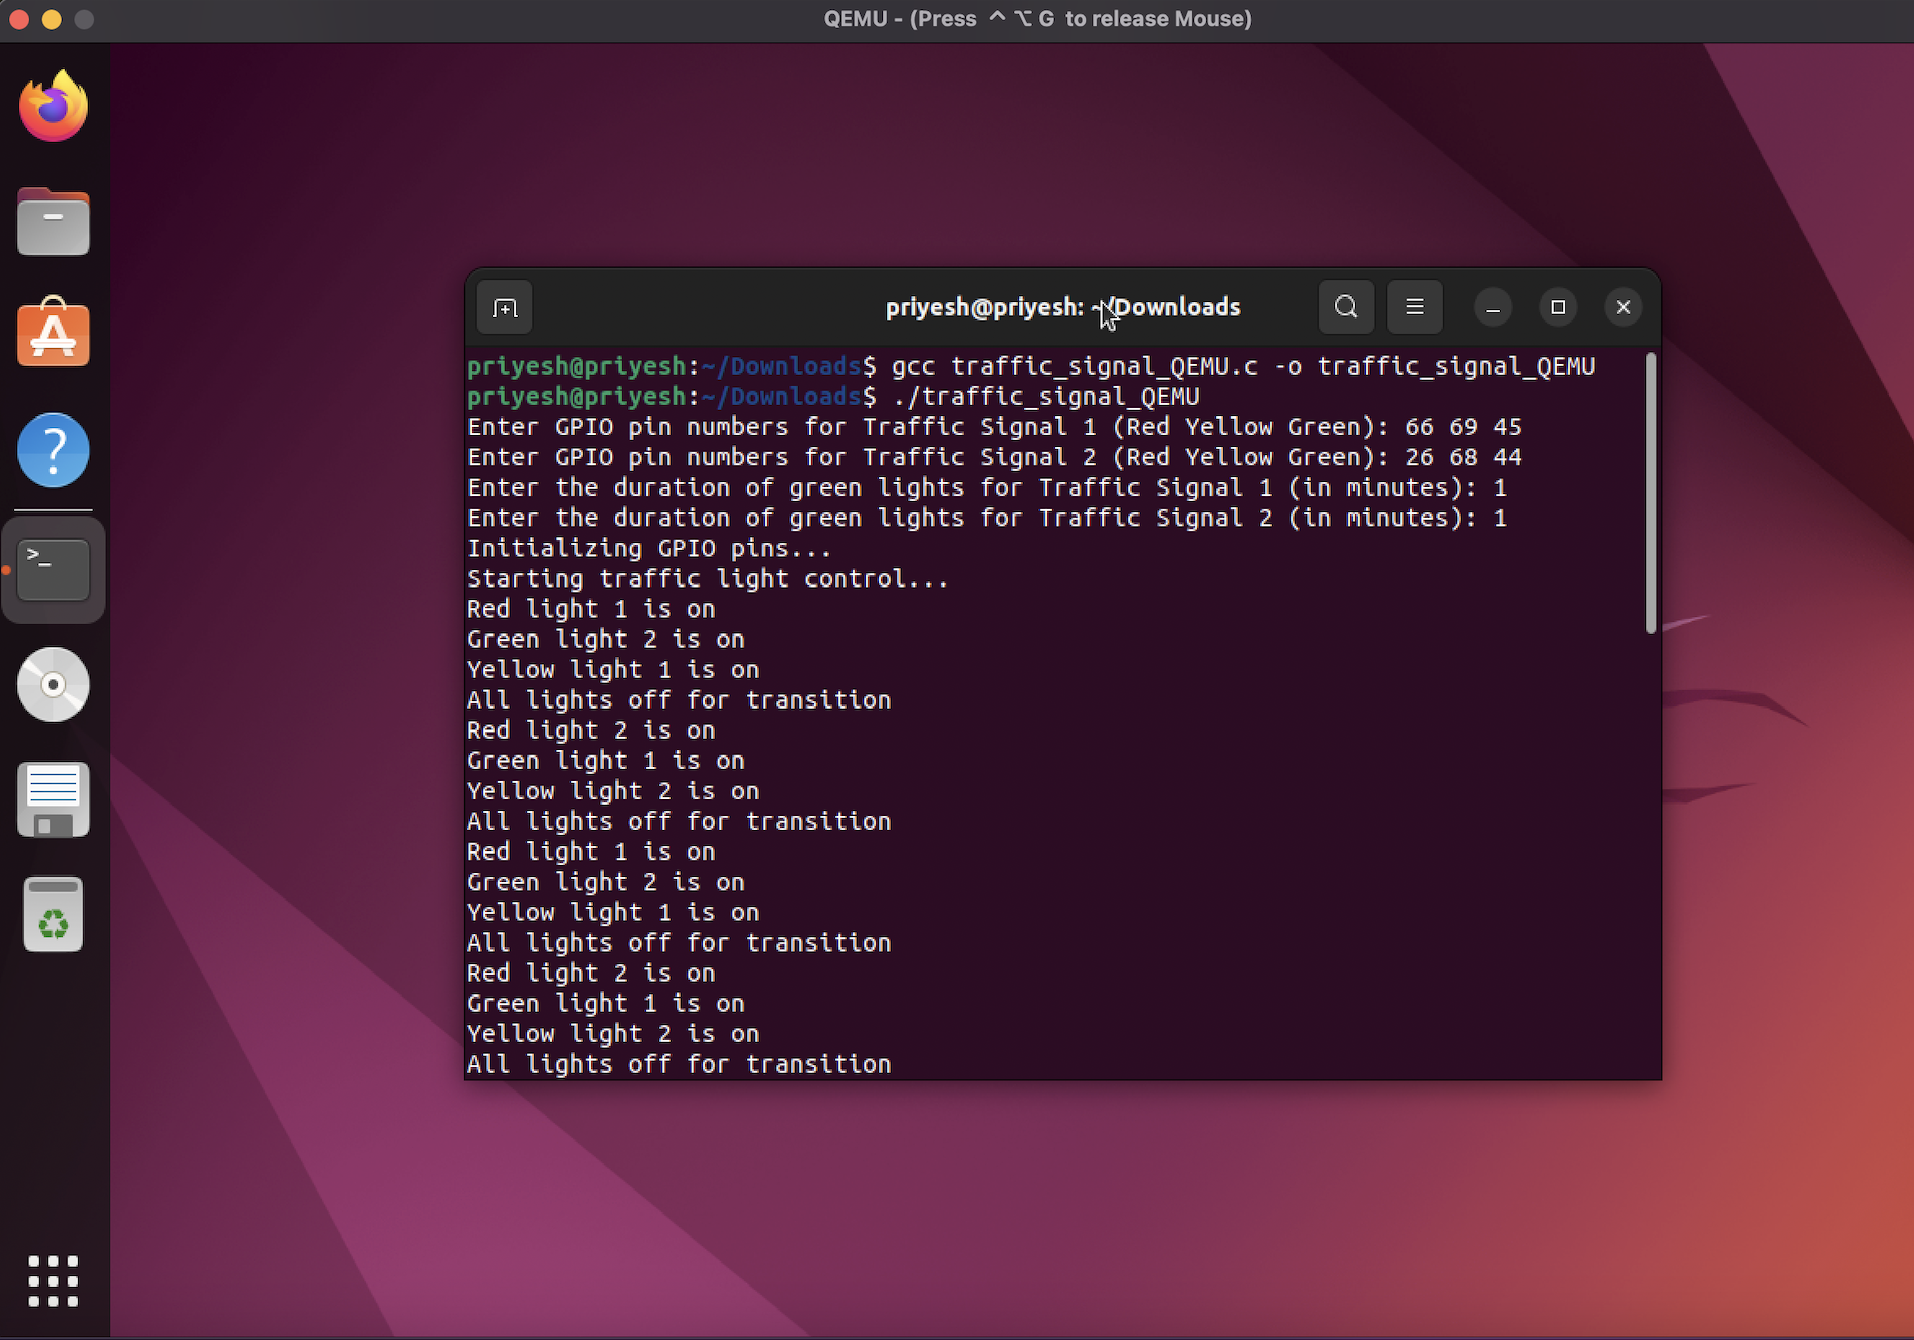 QEMU - (Press ^ ⌥ G to release Mouse)
priyesh@priyesh: ~/Downloads
priyesh@priyesh:~/Downloads$ gcc traffic_signal_QEMU.c -o traffic_signal_QEMU
priyesh@priyesh:~/Downloads$ ./traffic_signal_QEMU
Enter GPIO pin numbers for Traffic Signal 1 (Red Yellow Green): 66 69 45
Enter GPIO pin numbers for Traffic Signal 2 (Red Yellow Green): 26 68 44
Enter the duration of green lights for Traffic Signal 1 (in minutes): 1
Enter the duration of green lights for Traffic Signal 2 (in minutes): 1
Initializing GPIO pins...
Starting traffic light control...
Red light 1 is on
Green light 2 is on
Yellow light 1 is on
All lights off for transition
Red light 2 is on
Green light 1 is on
Yellow light 2 is on
All lights off for transition
Red light 1 is on
Green light 2 is on
Yellow light 1 is on
All lights off for transition
Red light 2 is on
Green light 1 is on
Yellow light 2 is on
All lights off for transition